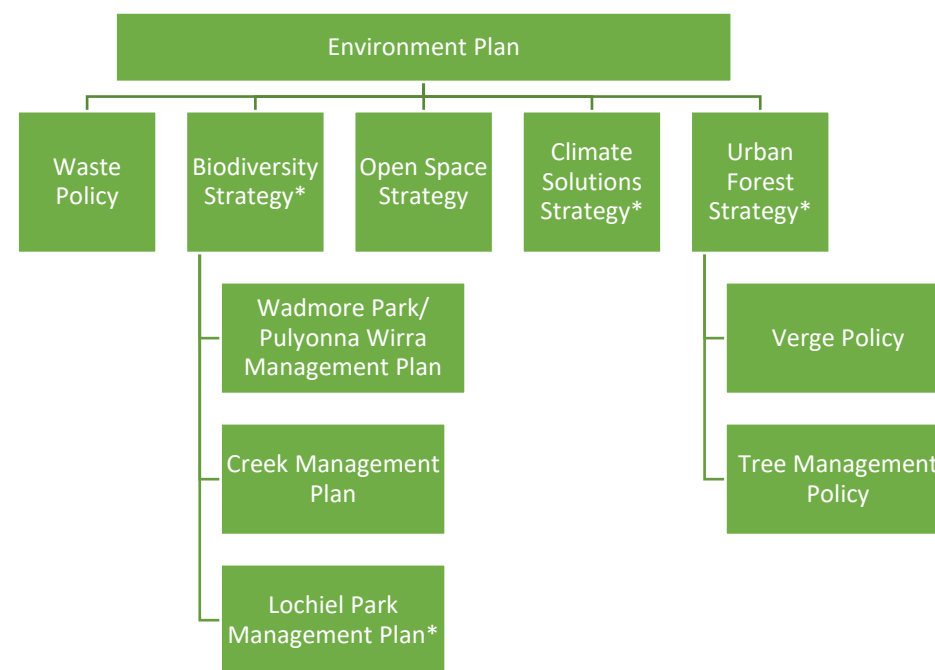 Environment Plan
Waste
Policy
Biodiversity
Strategy*
Open Space
Strategy
Climate
Solutions
Strategy*
Urban
Forest
Strategy*
Wadmore Park/
Pulyonna Wirra
Management Plan
Creek Management
Plan
Lochiel Park
Management Plan*
Verge Policy
Tree Management
Policy